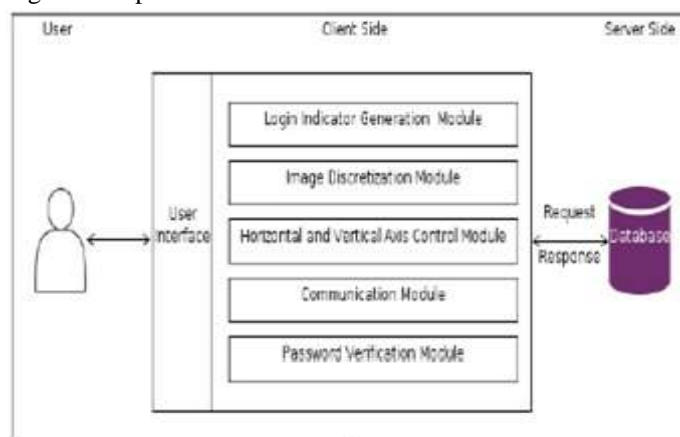 User
Client Side
Server Side
Login Indicator Generation Module
Image Discretization Module
User
Interface
Horizontal and Vertical Axis Control Module
Request
Response
Database
Communication Module
Password Verification Module